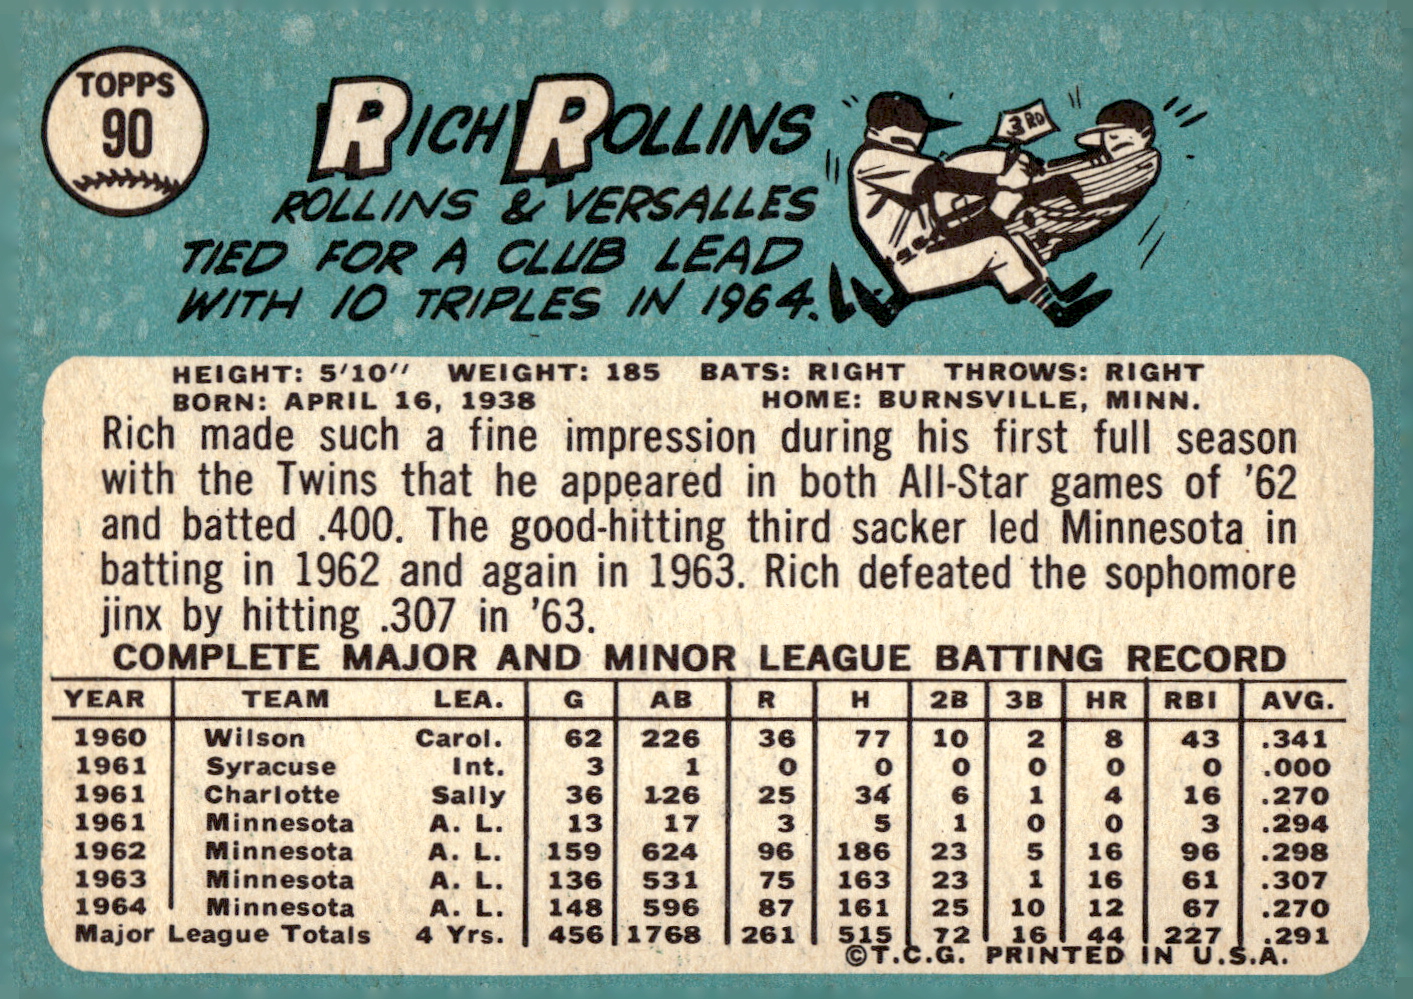 TOPPS
90
RICH ROLLINS
3RD
ROLLINS & VERSALLES
TIED FOR A CLUB LEAD
WITH 10 TRIPLES IN 1964.
HEIGHT: 5'10" WEIGHT: 185 BATS: RIGHT THROWS: RIGHT
BORN: APRIL 16, 1938 HOME: BURNSVILLE, MINN.
Rich made such a fine impression during his first full season
with the Twins that he appeared in both All-Star games of '62
and batted .400. The good-hitting third sacker led Minnesota in
batting in 1962 and again in 1963. Rich defeated the sophomore
jinx by hitting .307 in '63.
COMPLETE MAJOR AND MINOR LEAGUE BATTING RECORD
YEAR TEAM LEA. G AB R H 2B 3B HR RBI AVG.
1960 Wilson Carol. 62 226 36 77 10 2 8 43 .341
1961 Syracuse Int. 3 1 0 0 0 0 0 0 .000
1961 Charlotte Sally 36 126 25 34 6 1 4 16 .270
1961 Minnesota A. L. 13 17 3 5 1 0 0 3 .294
1962 Minnesota A. L. 159 624 96 186 23 5 16 96 .298
1963 Minnesota A. L. 136 531 75 163 23 1 16 61 .307
1964 Minnesota A. L. 148 596 87 161 25 10 12 67 .270
Major League Totals 4 Yrs. 456 1768 261 515 72 16 44 227 .291
©T.C.G. PRINTED IN U.S.A.